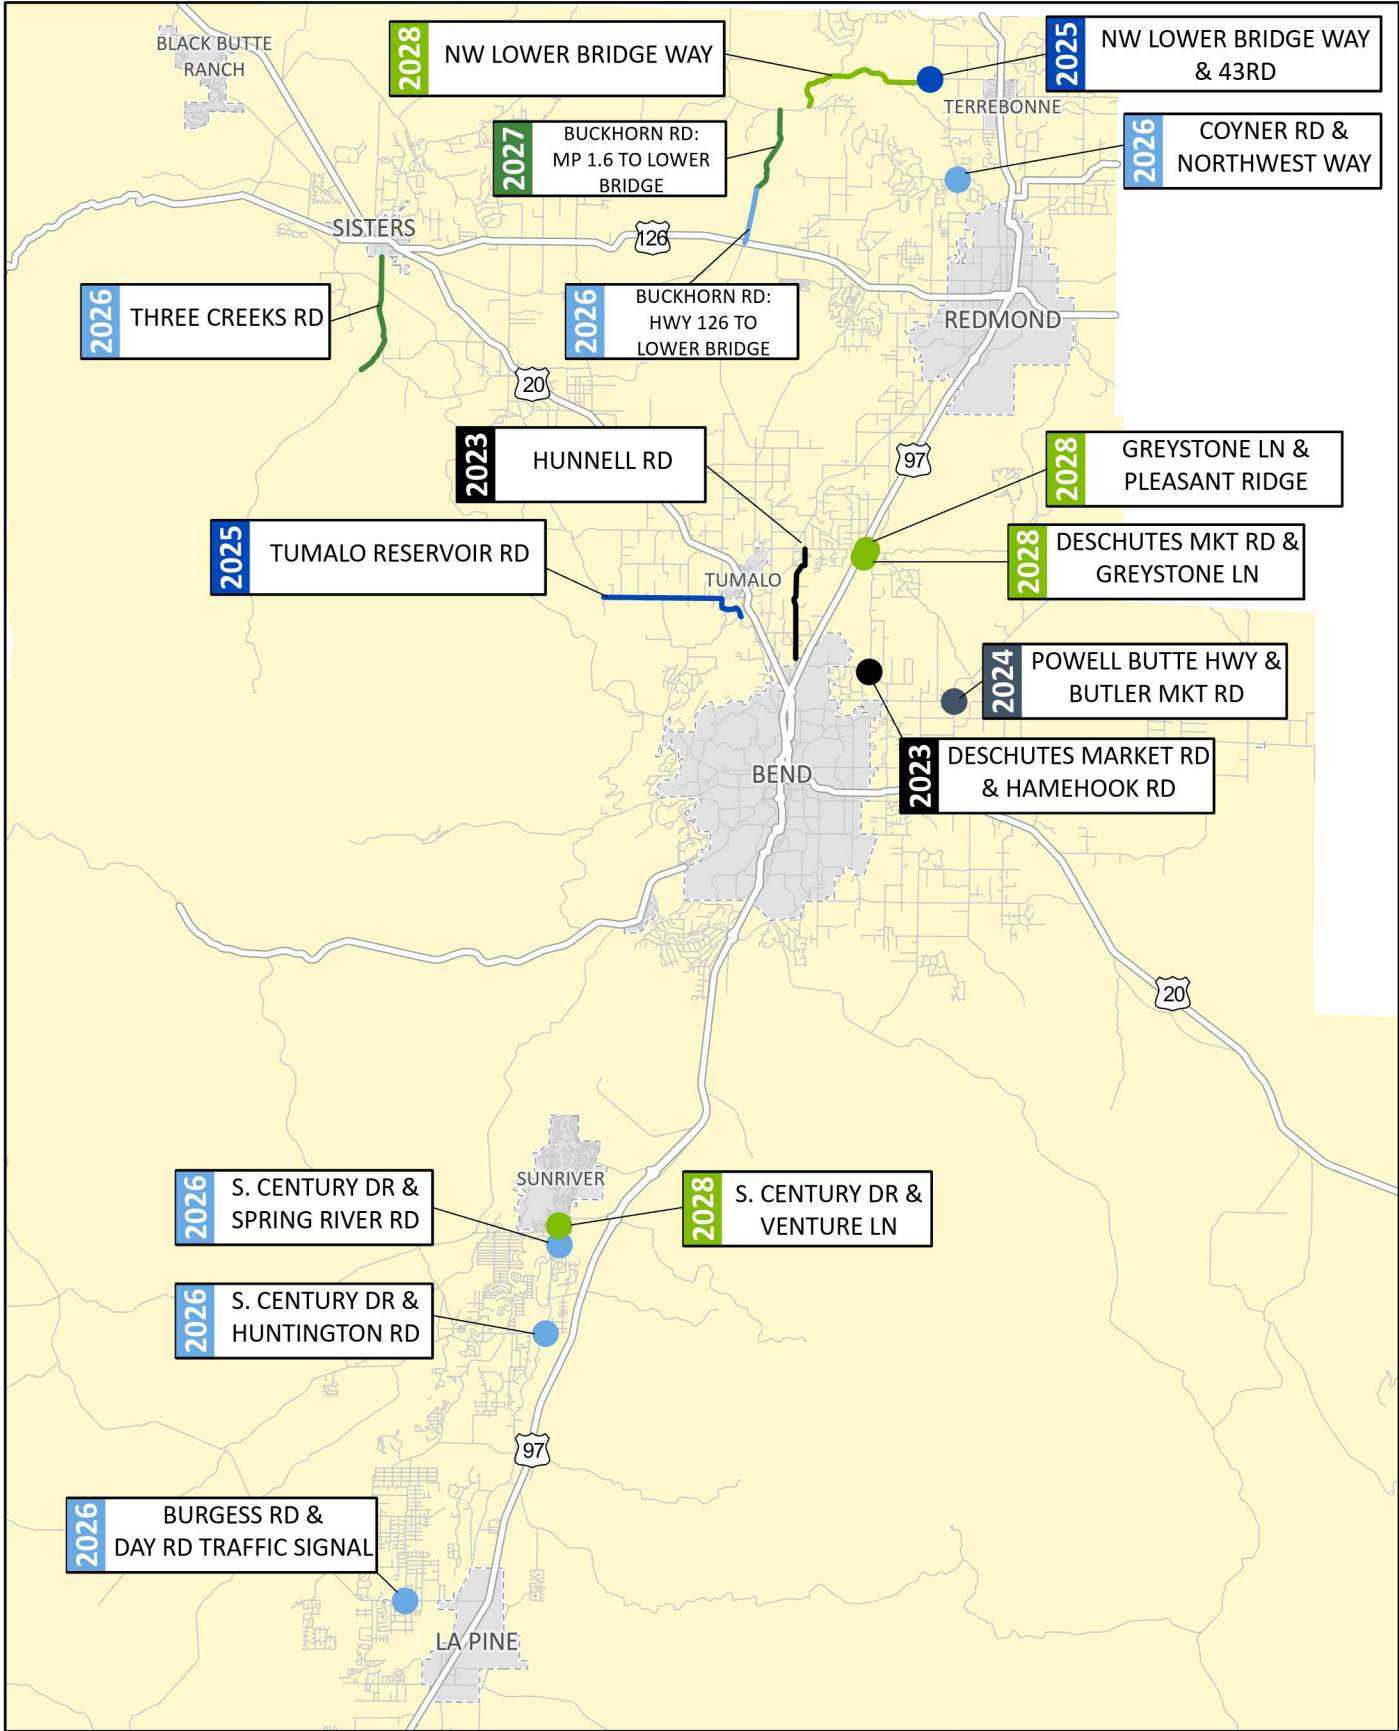 BLACK BUTTE
RANCH
2028
NW LOWER BRIDGE WAY
2025
NW LOWER BRIDGE WAY
& 43RD
TERREBONNE
2027
BUCKHORN RD:
MP 1.6 TO LOWER
BRIDGE
2026
COYNER RD &
NORTHWEST WAY
SISTERS
126
2026
THREE CREEKS RD
2026
BUCKHORN RD:
HWY 126 TO
LOWER BRIDGE
REDMOND
20
2023
HUNNELL RD
97
2028
GREYSTONE LN &
PLEASANT RIDGE
2025
TUMALO RESERVOIR RD
TUMALO
2028
DESCHUTES MKT RD &
GREYSTONE LN
2024
POWELL BUTTE HWY &
BUTLER MKT RD
BEND
2023
DESCHUTES MARKET RD
& HAMEHOOK RD
20
2026
S. CENTURY DR &
SPRING RIVER RD
SUNRIVER
2028
S. CENTURY DR &
VENTURE LN
2026
S. CENTURY DR &
HUNTINGTON RD
97
2026
BURGESS RD &
DAY RD TRAFFIC SIGNAL
LA PINE